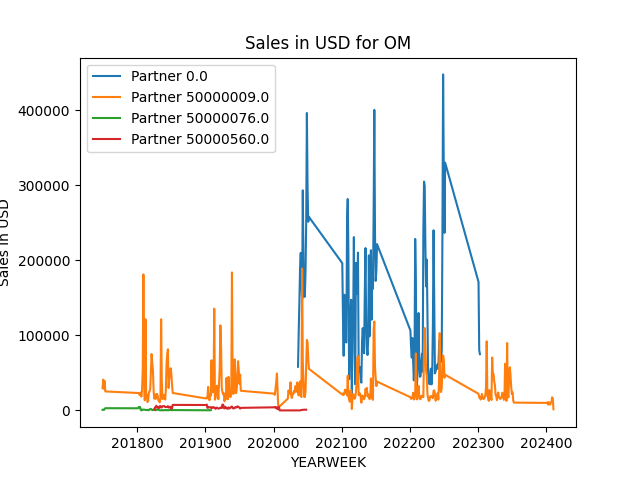 Sales in USD for OM
Partner 0.0
Partner 50000009.0
Partner 50000076.0
Partner 50000560.0
400000
300000
200000
100000
0
Sales in USD
201800 201900 202000 202100 202200 202300 202400
YEARWEEK